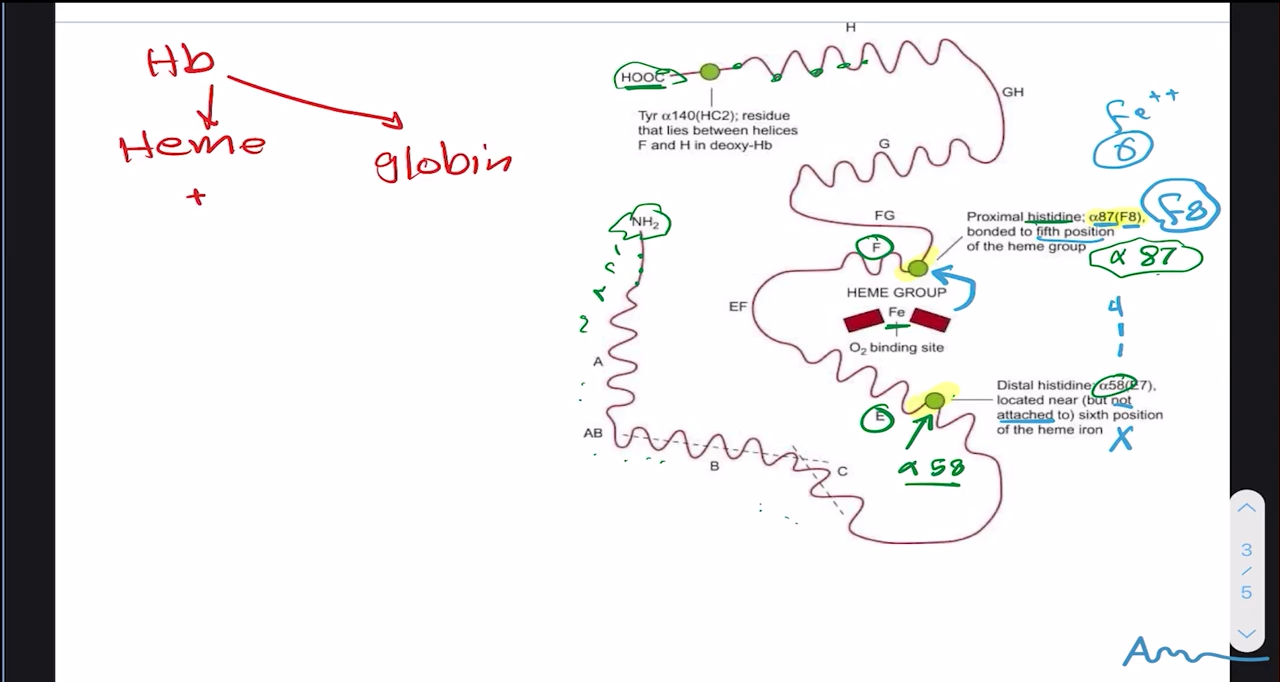 Hb
Heme
+
globin
H
HOOC
GH
Tyr α140(HC2); residue
that lies between helices
F and H in deoxy-Hb
Fe++
6
G
NH₂
FG
Proximal histidine; α87(F8),
bonded to fifth position
of the heme group
F8
α 87
F
HEME GROUP
Fe
O₂ binding site
EF
4
A
2
Distal histidine; α58(E7),
located near (but not
attached to) sixth position
of the heme iron
X
E
α 58
AB
B
C
3
/
5